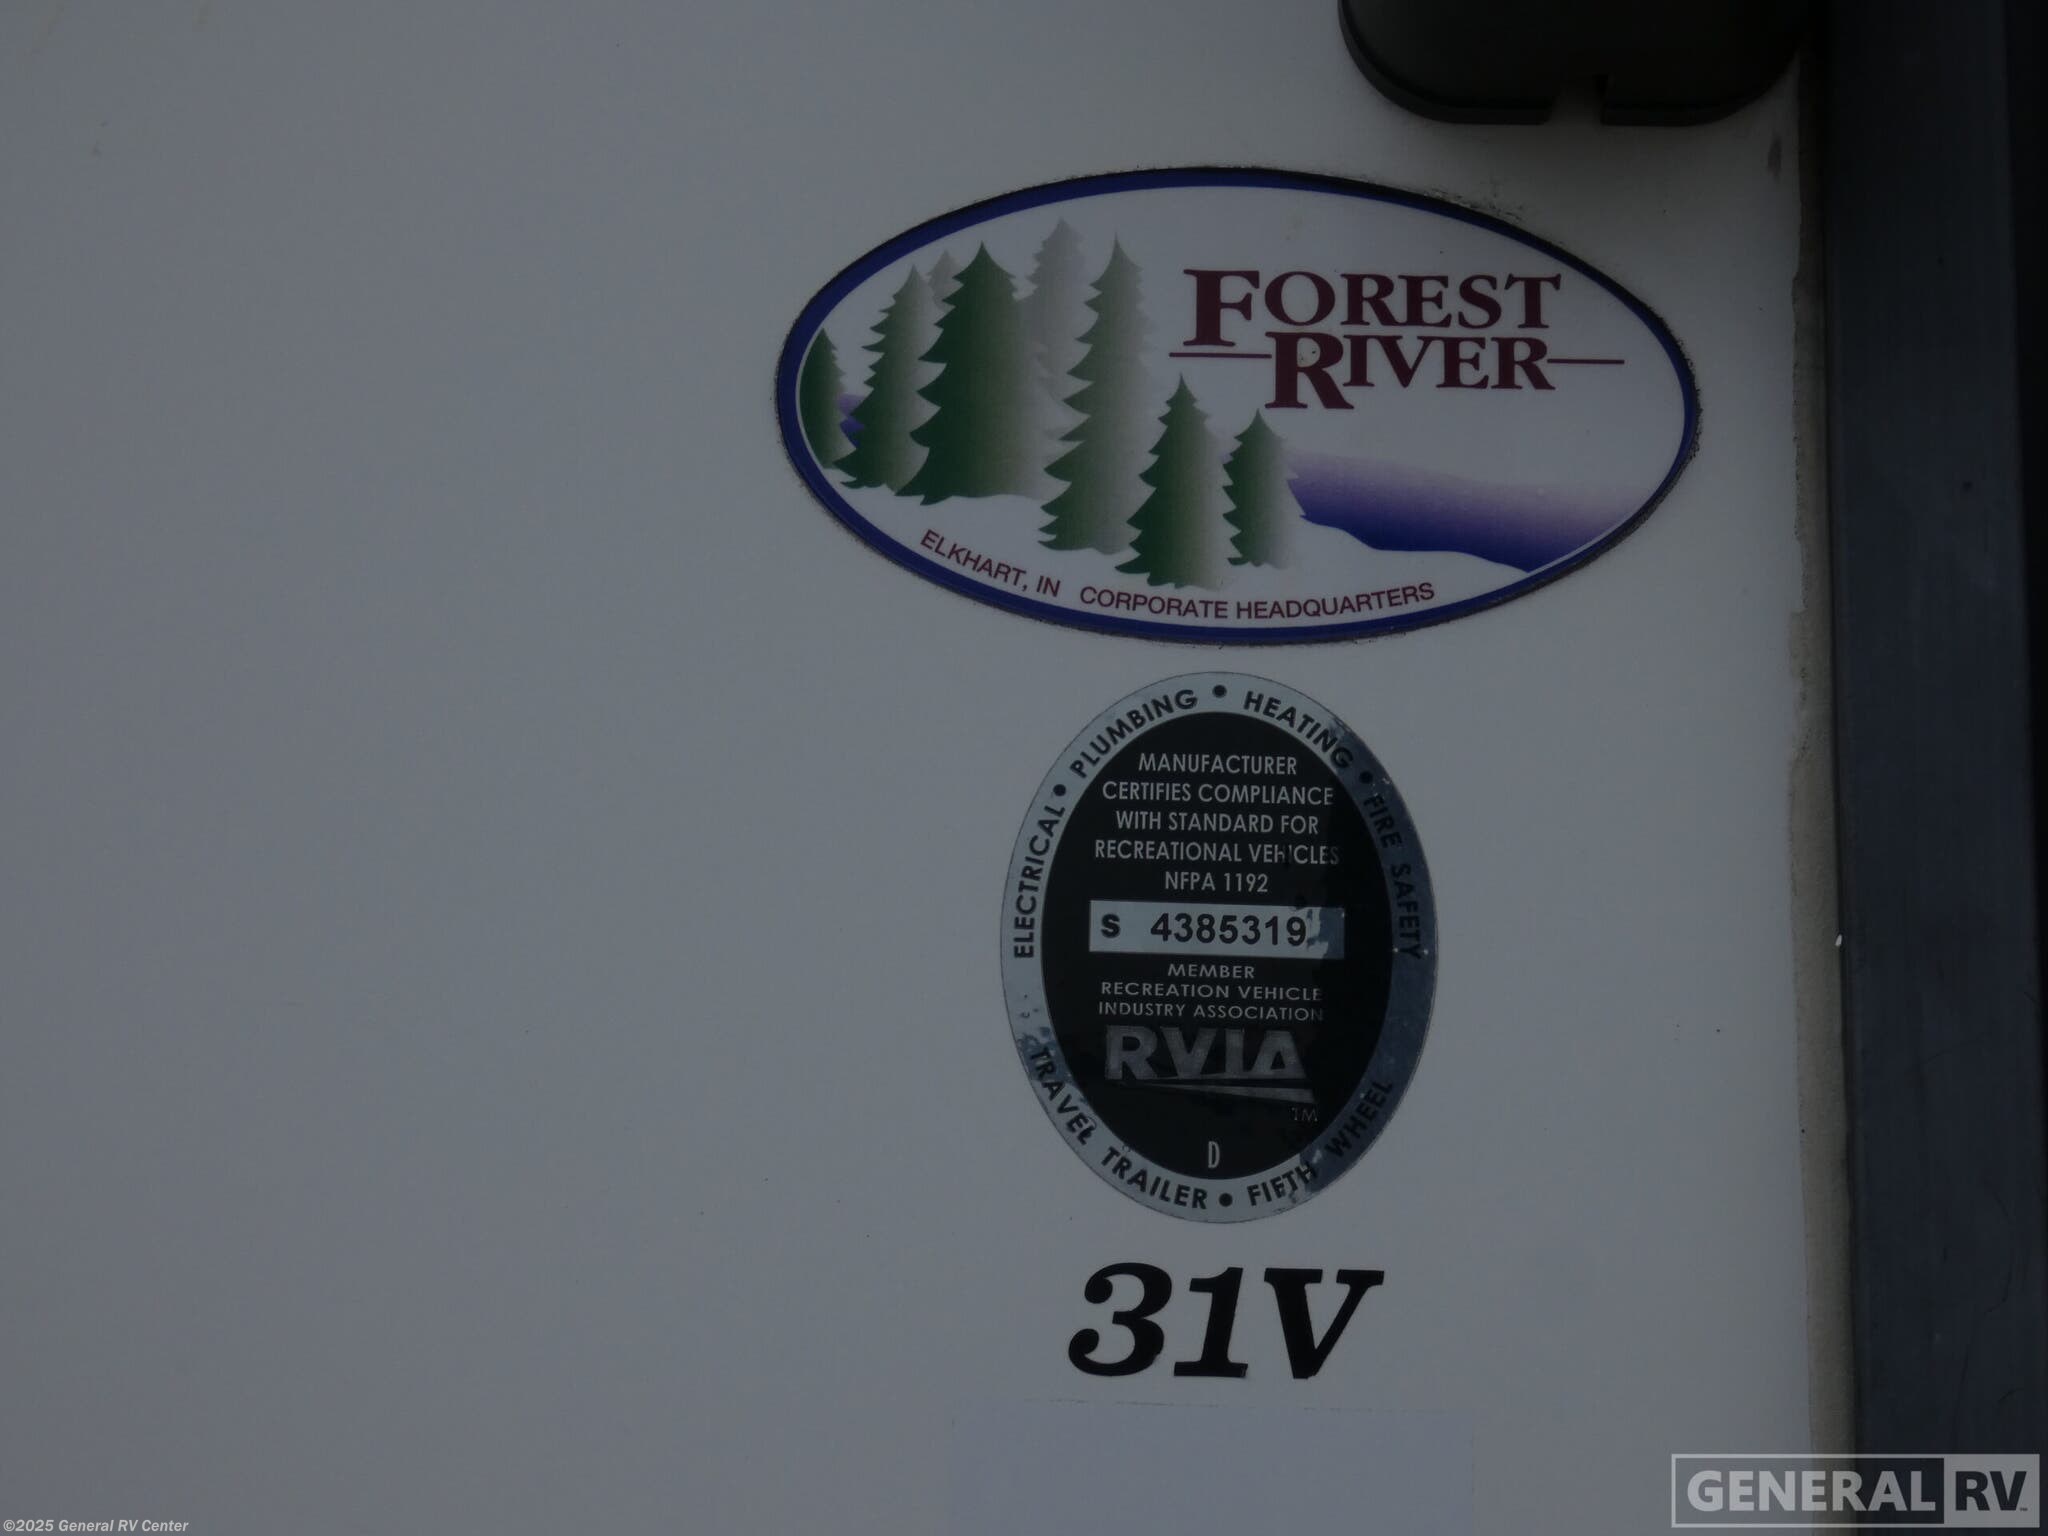 FOREST
RIVER
ELKHART, IN CORPORATE HEADQUARTERS
ELECTRICAL • PLUMBING • HEATING • FIRE SAFETY
MANUFACTURER
CERTIFIES COMPLIANCE
WITH STANDARD FOR
RECREATIONAL VEHICLES
NFPA 1192
S 4385319
MEMBER
RECREATION VEHICLE
INDUSTRY ASSOCIATION
RVIA
TM
D
TRAVEL TRAILER • FIFTH WHEEL
31V
GENERAL RV
©2025 General RV Center